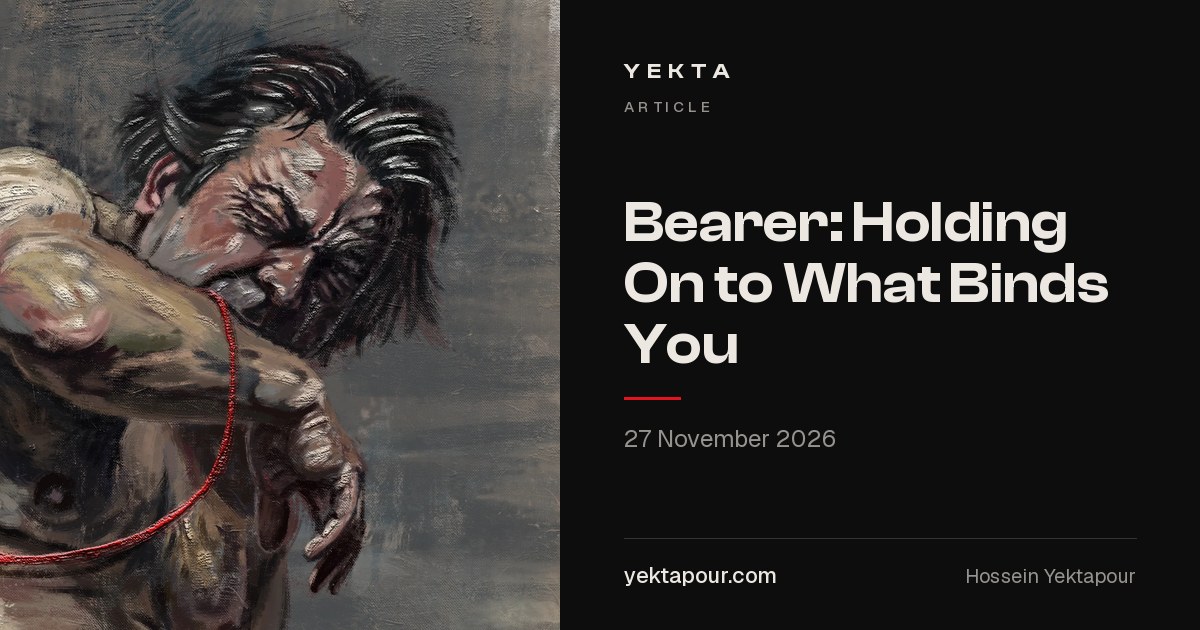 YEKTA
ARTICLE
Bearer: Holding
On to What Binds
You
27 November 2026
yektapour.com
Hossein Yektapour